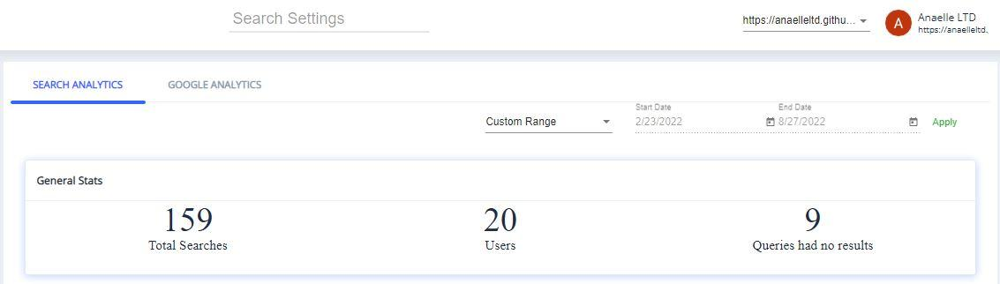 Search Settings
https://anaelleltd.githu...
A
Anaelle LTD
https://anaelleltd.
SEARCH ANALYTICS
GOOGLE ANALYTICS
Custom Range
Start Date
2/23/2022
End Date
8/27/2022
Apply
General Stats
159
Total Searches
20
Users
9
Queries had no results